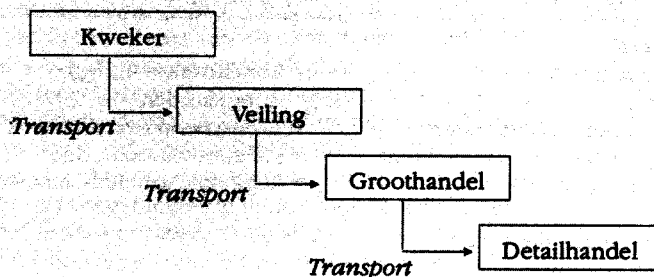 Kweker
Transport
Veiling
Transport
Groothandel
Transport
Detailhandel